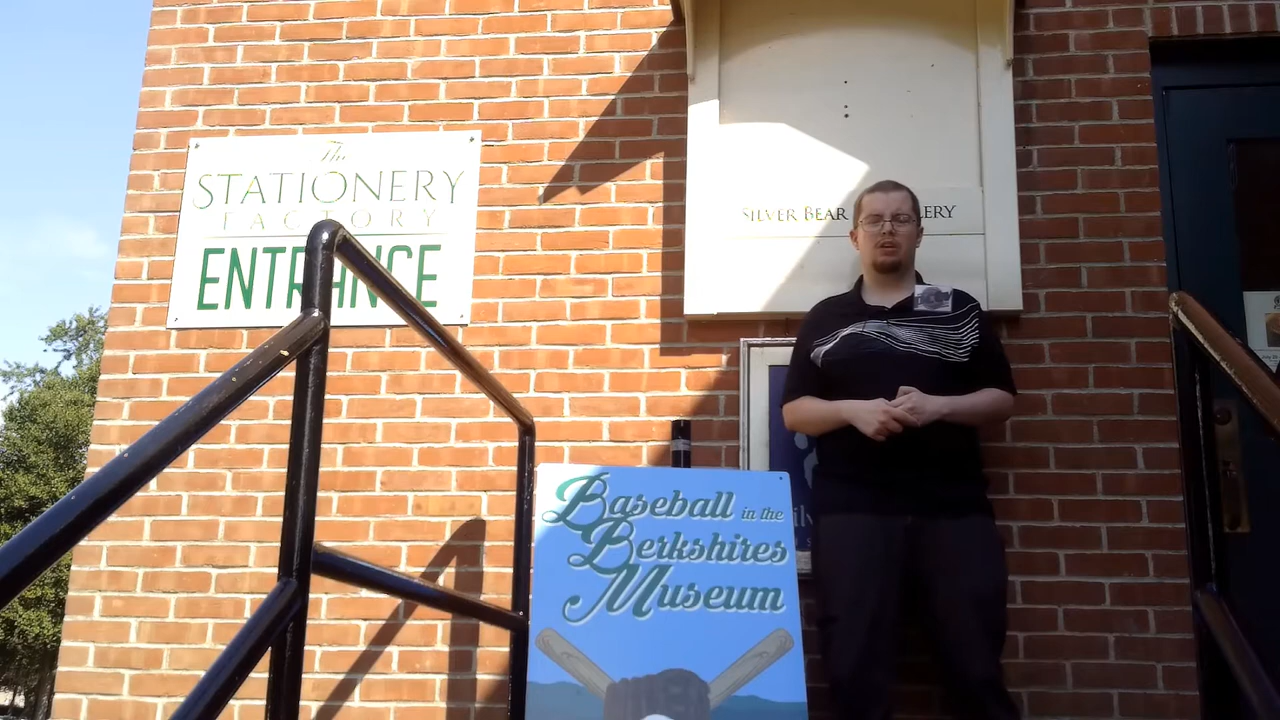 The
STATIONERY
FACTORY
ENTRANCE
SILVER BEAR
Baseball in the
Berkshires
Museum